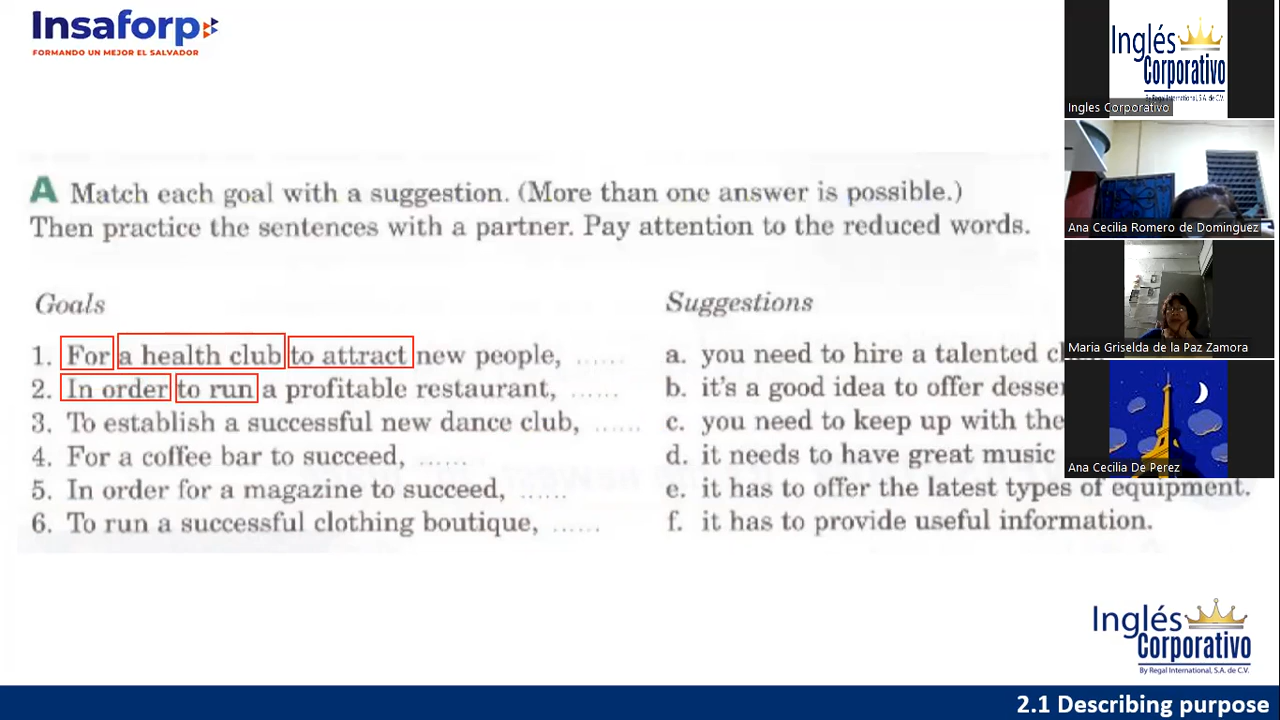 Insaforp
FORMANDO UN MEJOR EL SALVADOR
A Match each goal with a suggestion. (More than one answer is possible.)
Then practice the sentences with a partner. Pay attention to the reduced words.
Goals
1. For a health club to attract new people, ......
2. In order to run a profitable restaurant, ......
3. To establish a successful new dance club, ......
4. For a coffee bar to succeed, ......
5. In order for a magazine to succeed, ......
6. To run a successful clothing boutique, ......
Suggestions
a. you need to hire a talented
b. it's a good idea to offer
c. you need to keep up with the
d. it needs to have great music
e. it has to offer the latest types of equipment.
f. it has to provide useful information.
Inglés
Corporativo
By Regal International, S.A. de C.V.
Ingles Corporativo
Ana Cecilia Romero de Dominguez
Maria Griselda de la Paz Zamora
Ana Cecilia De Perez
Inglés
Corporativo
By Regal International, S.A. de C.V.
2.1 Describing purpose